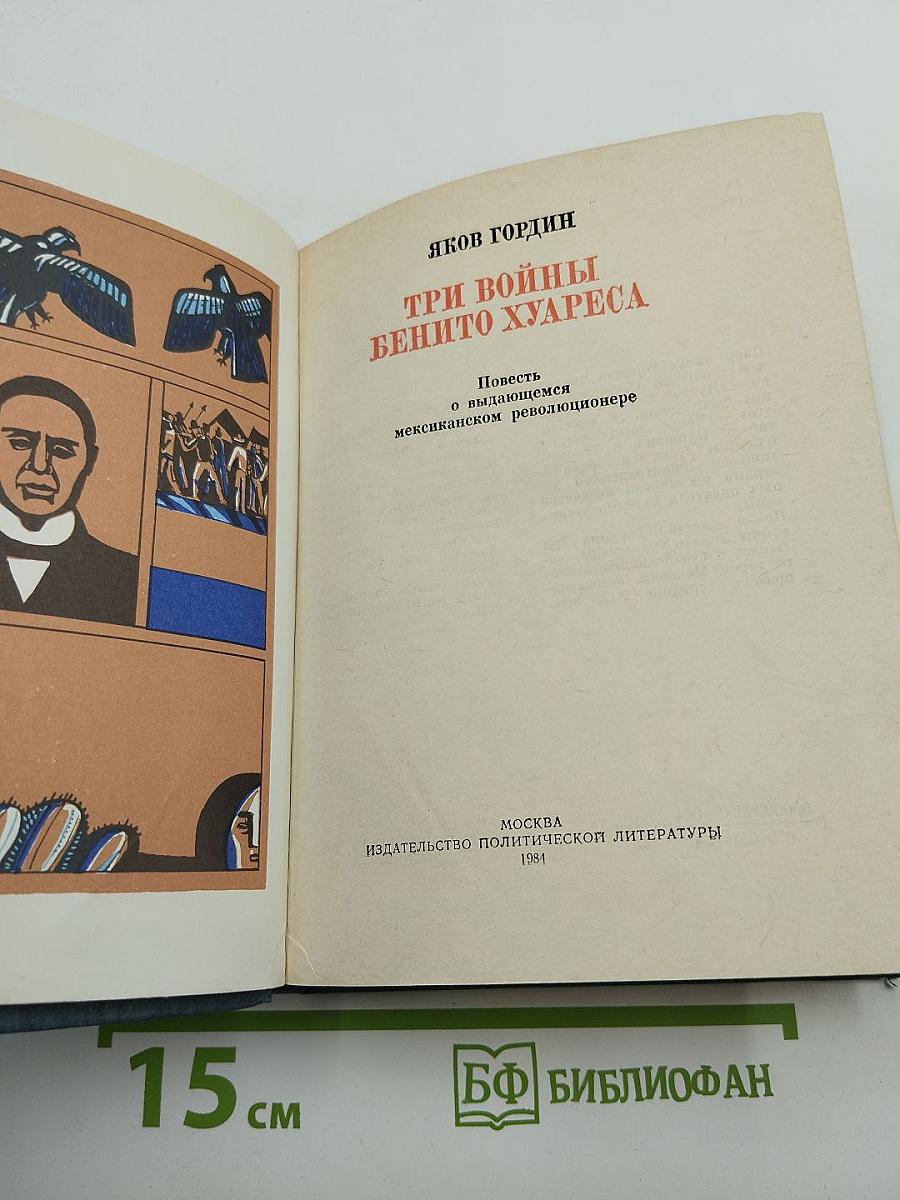 ЯКОВ ГОРДИН
ТРИ ВОЙНЫ
БЕНИТО ХУАРЕСА
Повесть
о выдающемся
мексиканском революционере
МОСКВА
ИЗДАТЕЛЬСТВО ПОЛИТИЧЕСКОЙ ЛИТЕРАТУРЫ
1984
15 см
БФ БИБЛИОФАН